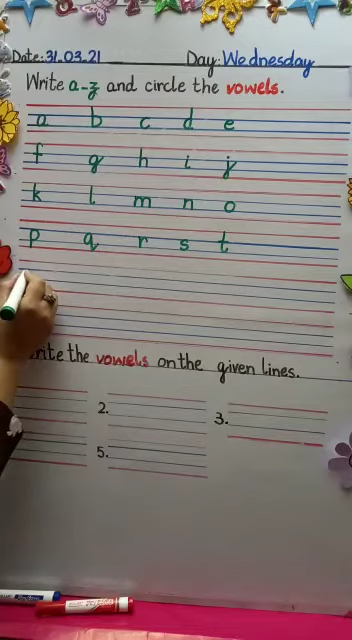 Date:31.03.21 Day:Wednesday
Write a-z and circle the vowels.
a b c d e
f g h i j
k l m n o
p q r s t
rite the vowels on the given lines.
2.
3.
5.